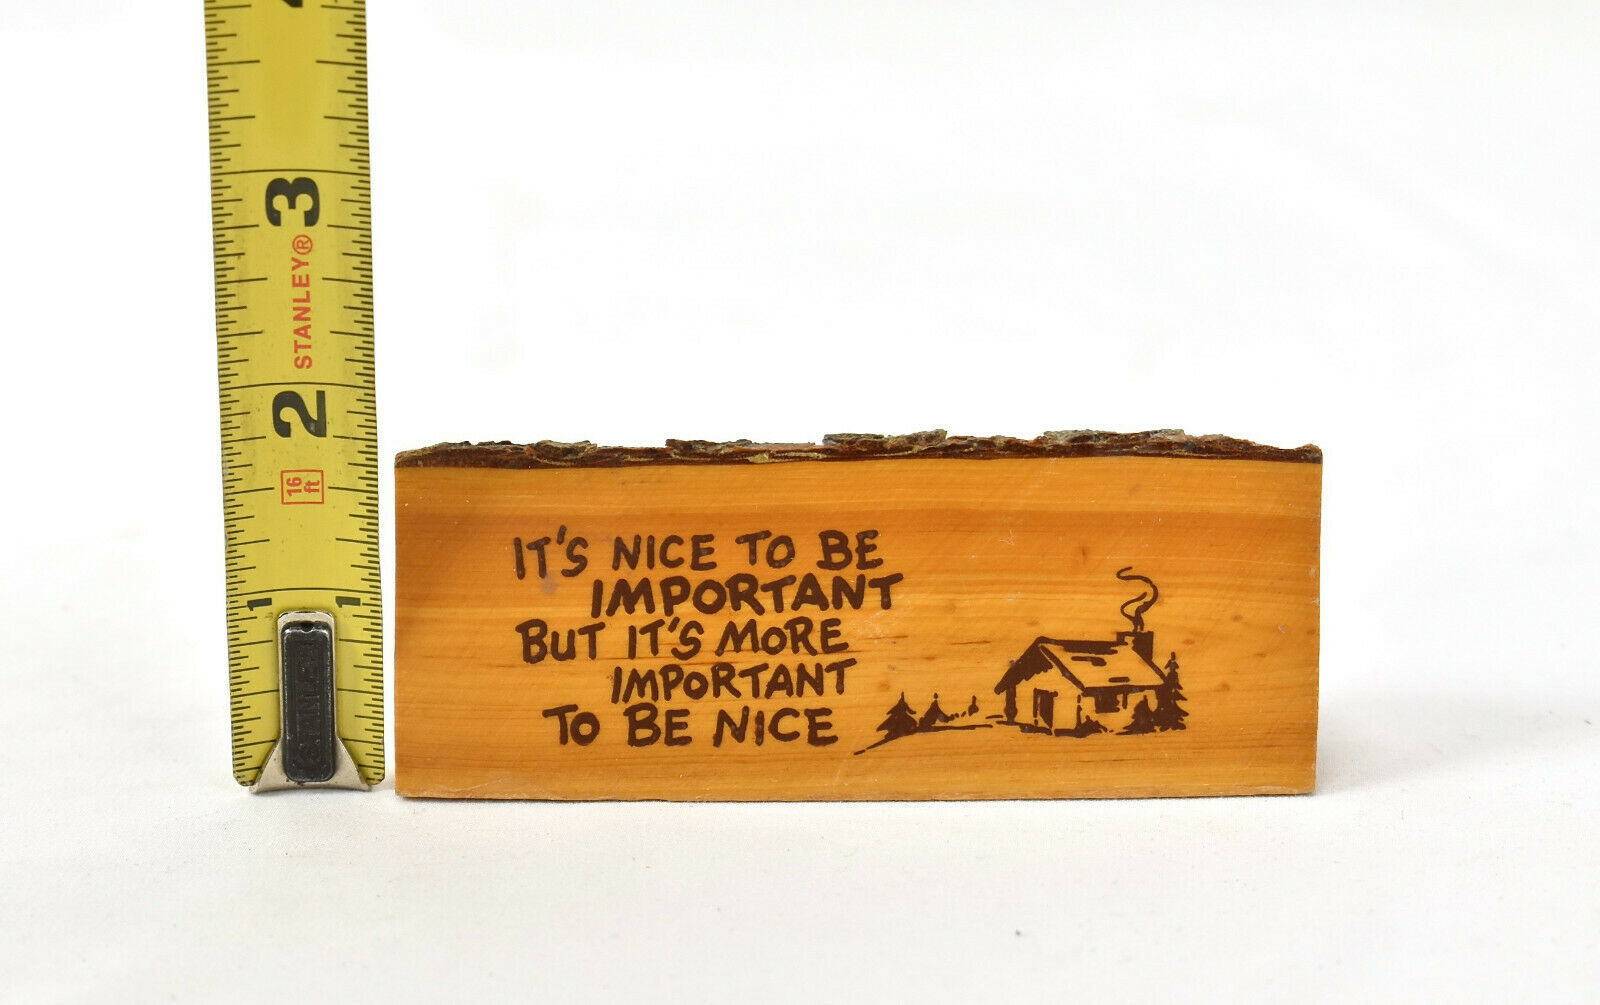 3
STANLEY®
2
16 ft
1 1
STANLEY
IT'S NICE TO BE
IMPORTANT
BUT IT'S MORE
IMPORTANT
TO BE NICE